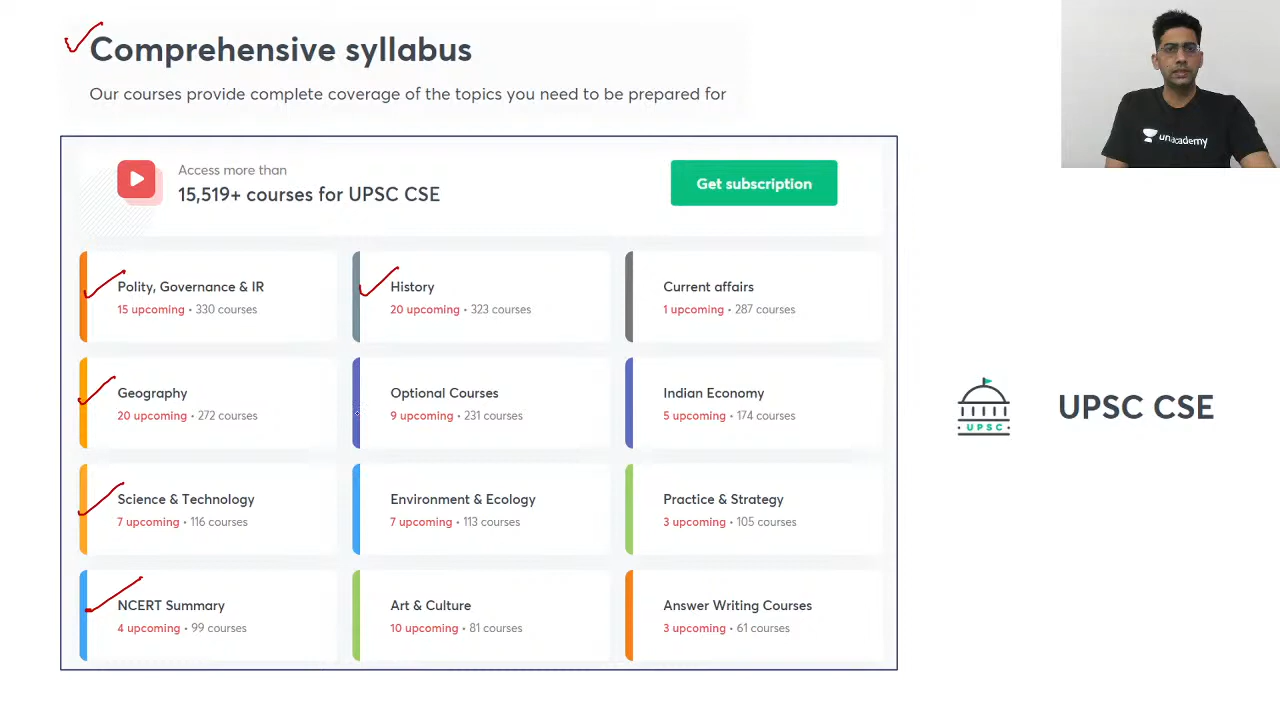 Comprehensive syllabus
Our courses provide complete coverage of the topics you need to be prepared for
unacademy
Access more than
15,519+ courses for UPSC CSE
Get subscription
Polity, Governance & IR
15 upcoming • 330 courses
History
20 upcoming • 323 courses
Current affairs
1 upcoming • 287 courses
Geography
20 upcoming • 272 courses
Optional Courses
9 upcoming • 231 courses
Indian Economy
5 upcoming • 174 courses
Science & Technology
7 upcoming • 116 courses
Environment & Ecology
7 upcoming • 113 courses
Practice & Strategy
3 upcoming • 105 courses
NCERT Summary
4 upcoming • 99 courses
Art & Culture
10 upcoming • 81 courses
Answer Writing Courses
3 upcoming • 61 courses
UPSC
UPSC CSE